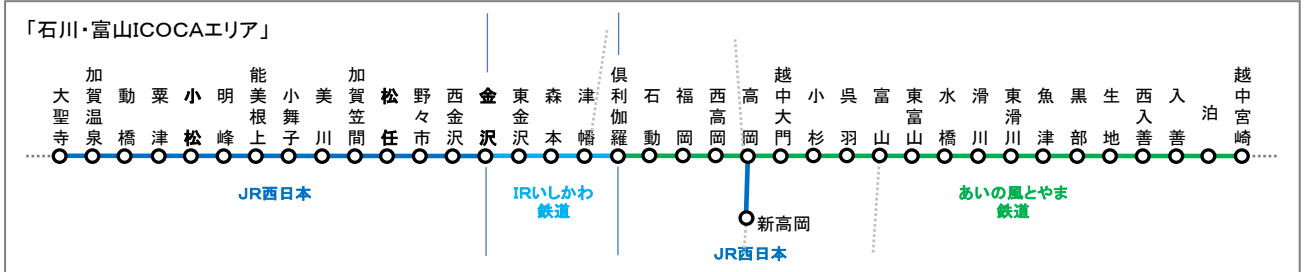 「石川・富山ICOCAエリア」
大聖寺
加賀温泉
動橋
粟津
小松
明峰
能美根上
小舞子
美川
加賀笠間
松任
野々市
西金沢
金沢
東金沢
森本
津幡
倶利伽羅
石動
福岡
西高岡
高岡
越中大門
小杉
呉羽
富山
東富山
水橋
滑川
東滑川
魚津
黒部
生地
西入善
入善
泊
越中宮崎
JR西日本
IRいしかわ
鉄道
あいの風とやま
鉄道
新高岡
JR西日本